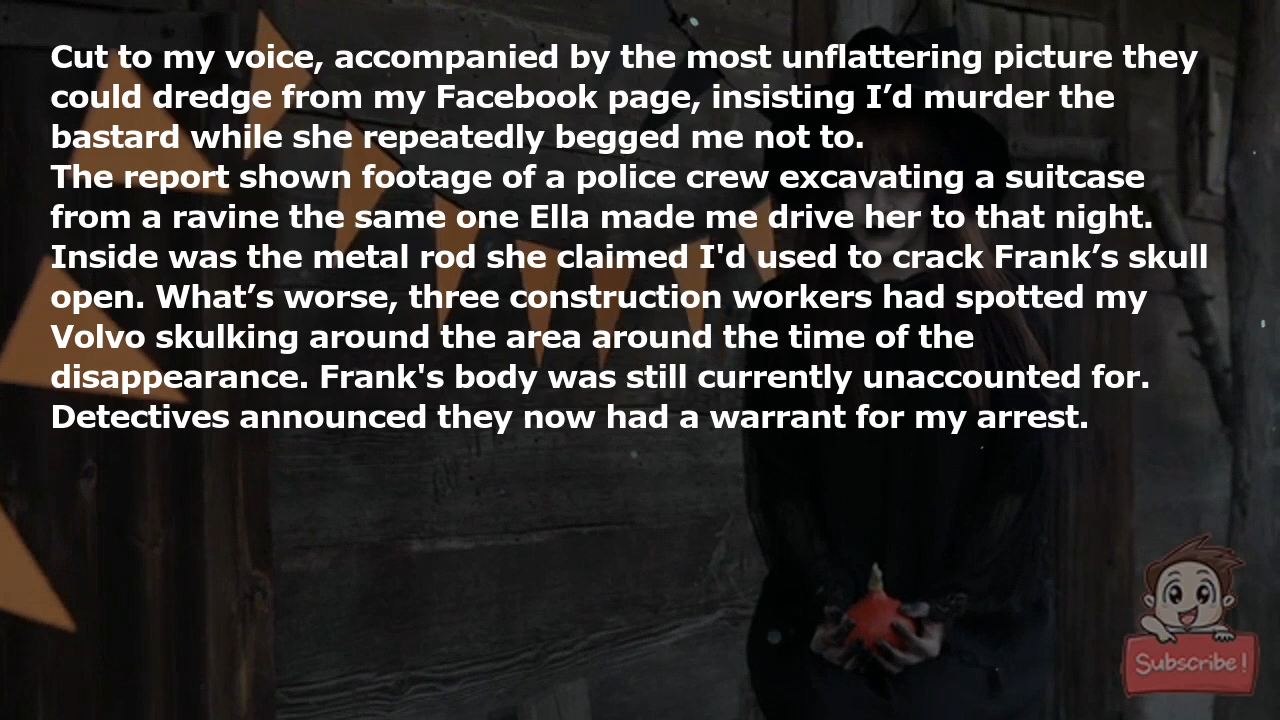 Cut to my voice, accompanied by the most unflattering picture they
could dredge from my Facebook page, insisting I’d murder the
bastard while she repeatedly begged me not to.
The report shown footage of a police crew excavating a suitcase
from a ravine the same one Ella made me drive her to that night.
Inside was the metal rod she claimed I'd used to crack Frank’s skull
open. What’s worse, three construction workers had spotted my
Volvo skulking around the area around the time of the
disappearance. Frank's body was still currently unaccounted for.
Detectives announced they now had a warrant for my arrest.
Subscribe!